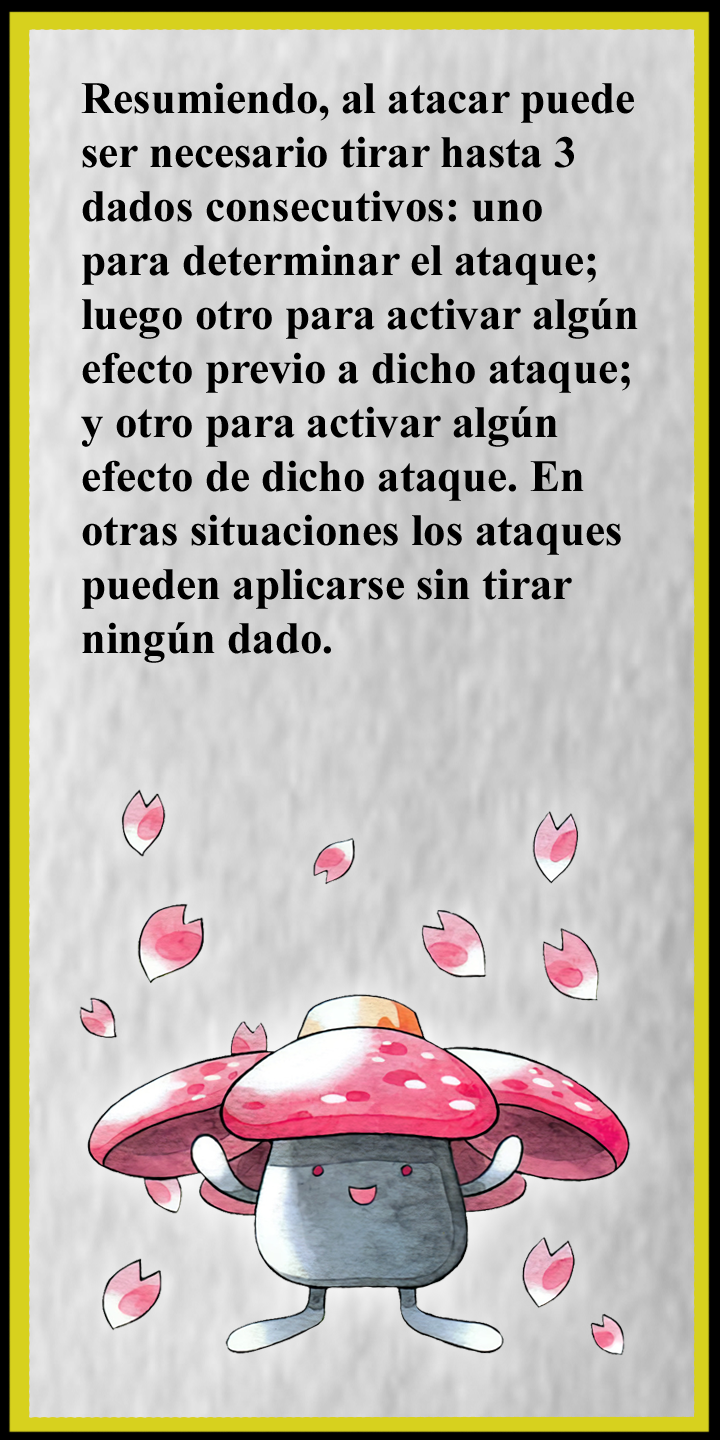 Resumiendo, al atacar puede
ser necesario tirar hasta 3
dados consecutivos: uno
para determinar el ataque;
luego otro para activar algún
efecto previo a dicho ataque;
y otro para activar algún
efecto de dicho ataque. En
otras situaciones los ataques
pueden aplicarse sin tirar
ningún dado.